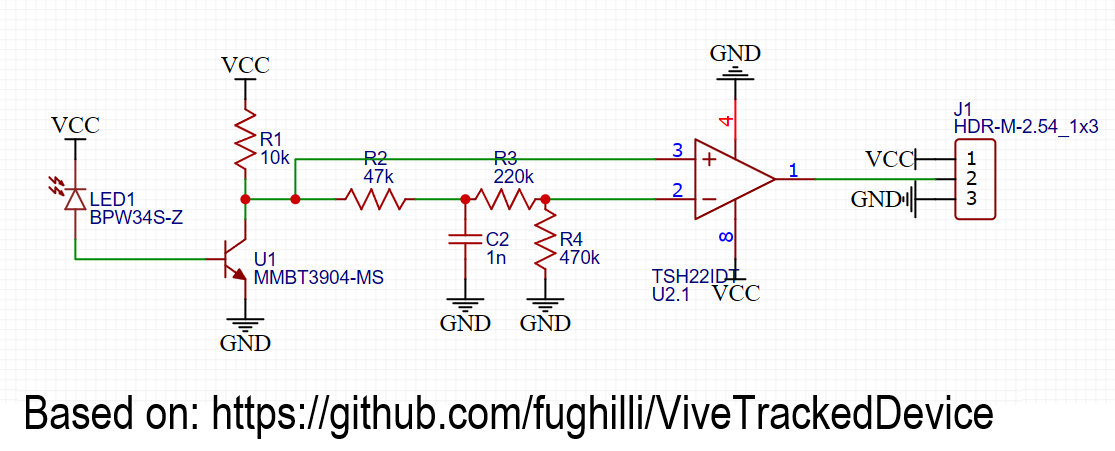 GND
VCC
J1
HDR-M-2.54_1x3
VCC
4
R1
10k
R2
47k
R3
220k
3
1
VCC
1
2
GND
3
2
LED1
BPW34S-Z
8
C2
1n
R4
470k
U1
MMBT3904-MS
TSH22IDT
U2.1
VCC
GND
GND
GND
Based on: https://github.com/fughilli/ViveTrackedDevice